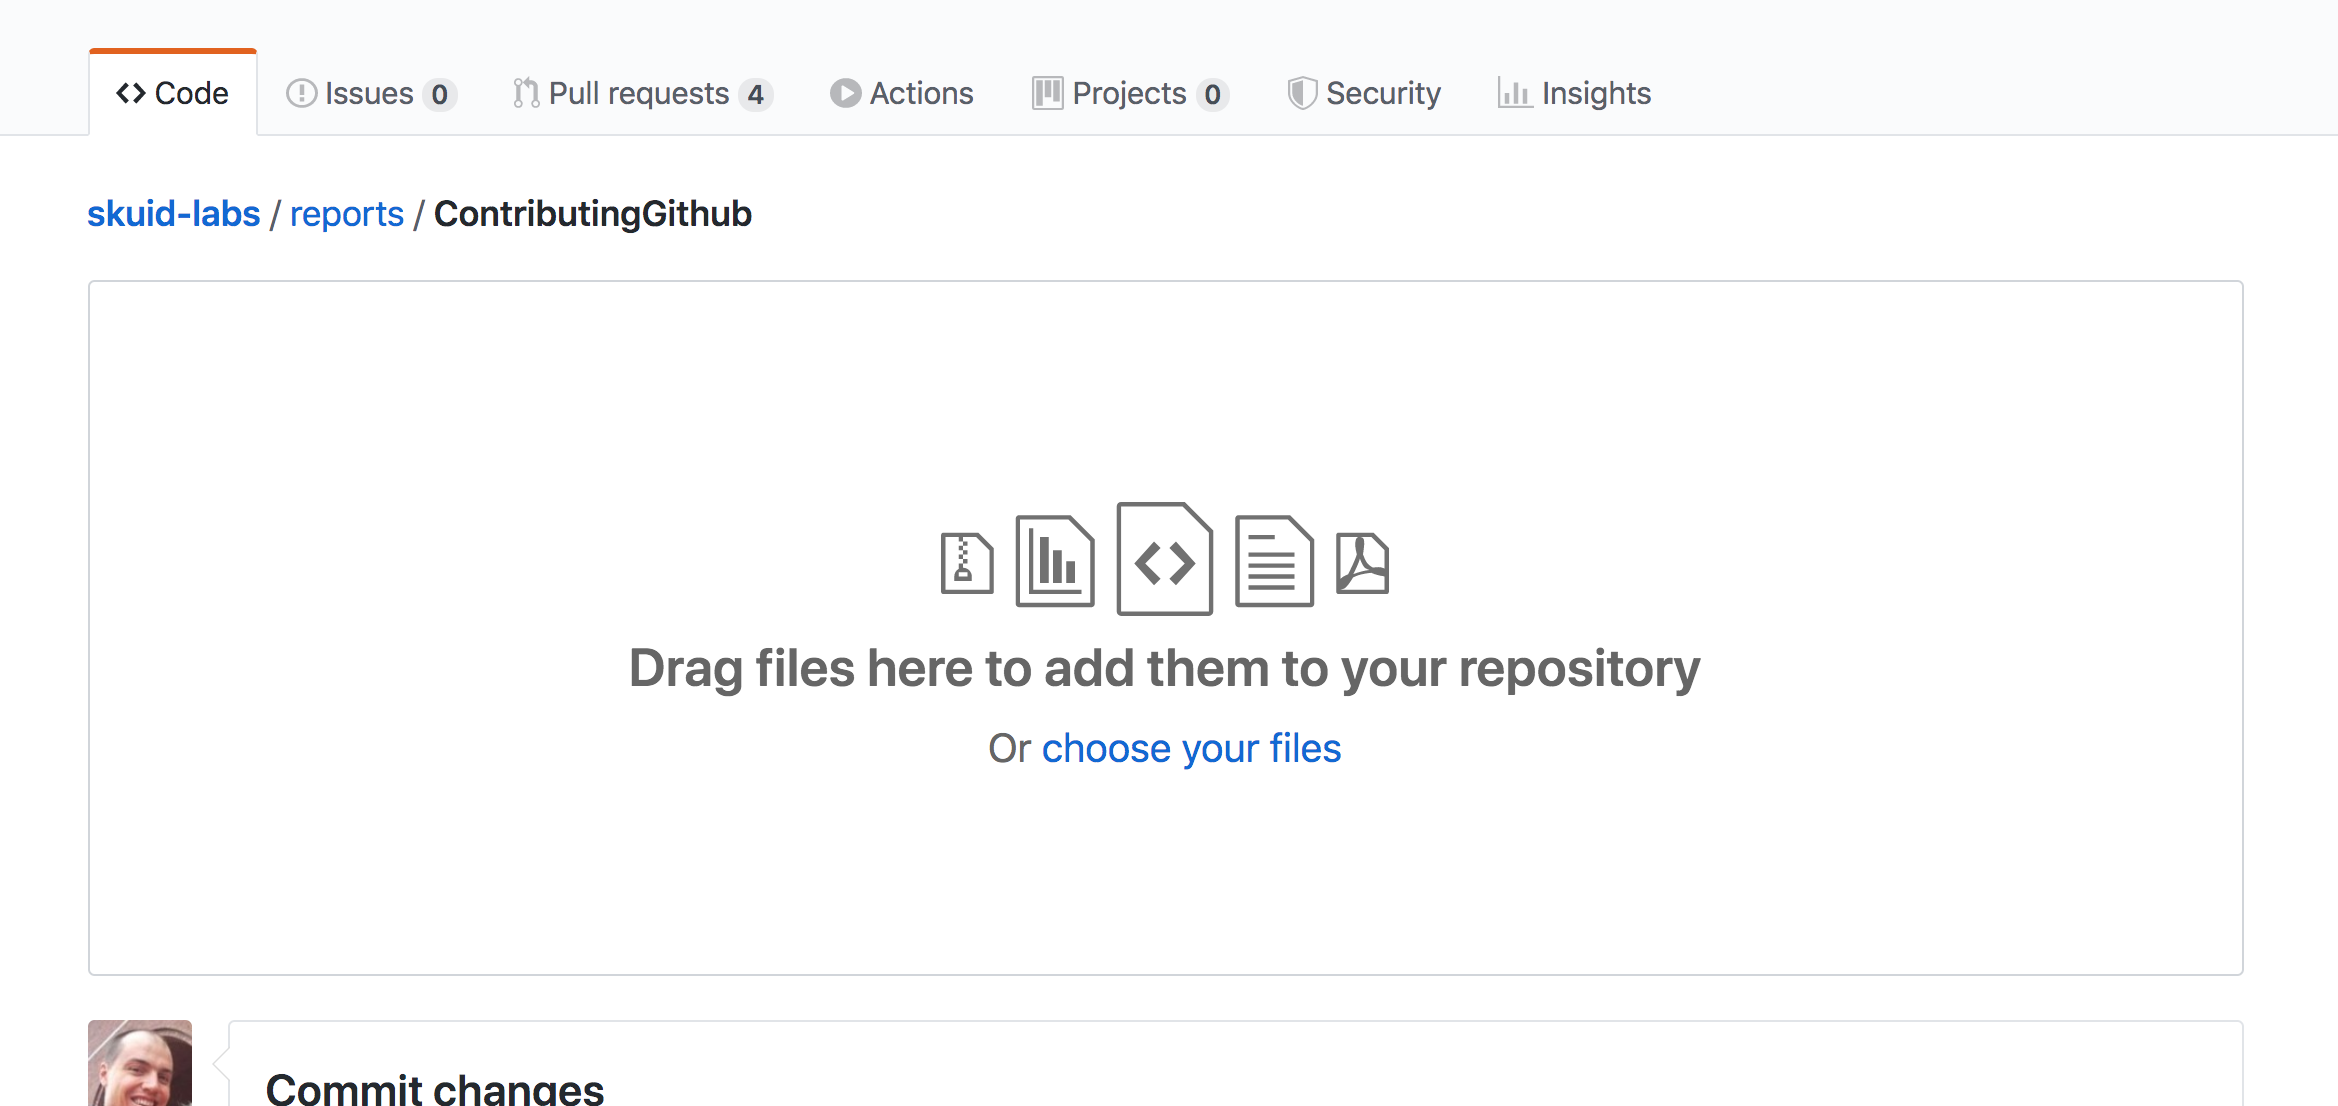 Code Issues 0 Pull requests 4 Actions Projects 0 Security Insights
skuid-labs / reports / ContributingGithub
Drag files here to add them to your repository
Or choose your files
Commit changes